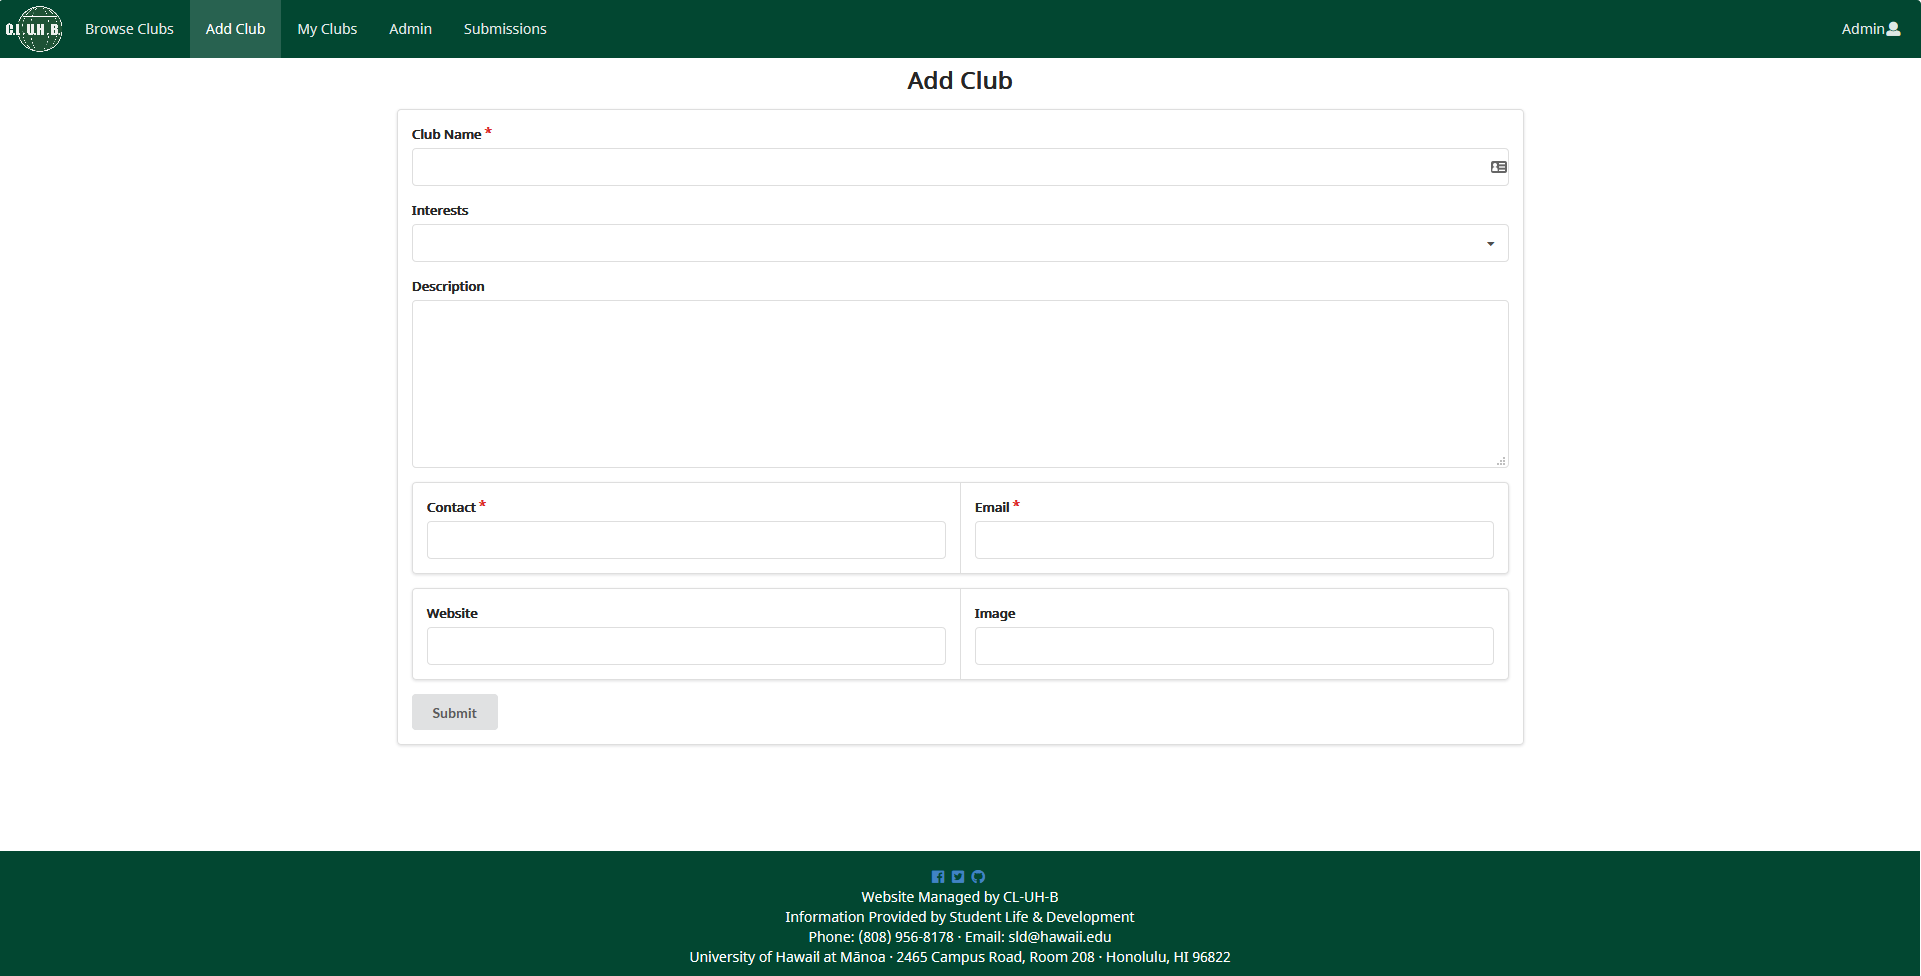 C.L.U.H.B. Browse Clubs Add Club My Clubs Admin Submissions Admin
Add Club
Club Name *
Interests
Description
Contact * Email *
Website Image
Submit
Website Managed by CL-UH-B
Information Provided by Student Life & Development
Phone: (808) 956-8178 · Email: sld@hawaii.edu
University of Hawaii at Mānoa · 2465 Campus Road, Room 208 · Honolulu, HI 96822